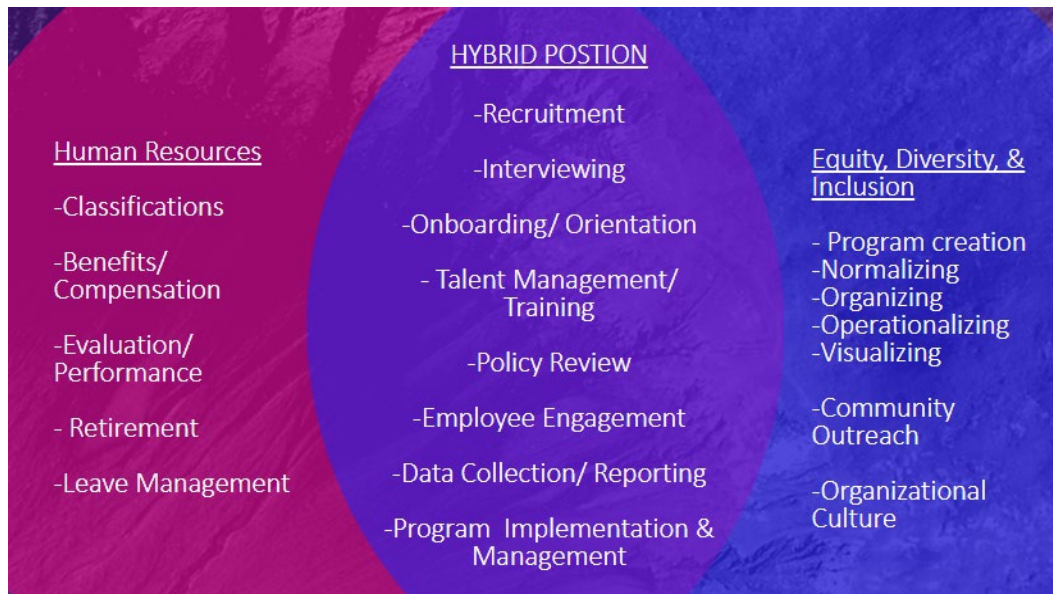 HYBRID POSTION
-Recruitment
-Interviewing
-Onboarding/ Orientation
- Talent Management/
Training
-Policy Review
-Employee Engagement
-Data Collection/ Reporting
-Program Implementation &
Management
Human Resources
-Classifications
-Benefits/
Compensation
-Evaluation/
Performance
- Retirement
-Leave Management
Equity, Diversity, &
Inclusion
- Program creation
-Normalizing
-Organizing
-Operationalizing
-Visualizing
-Community
Outreach
-Organizational
Culture